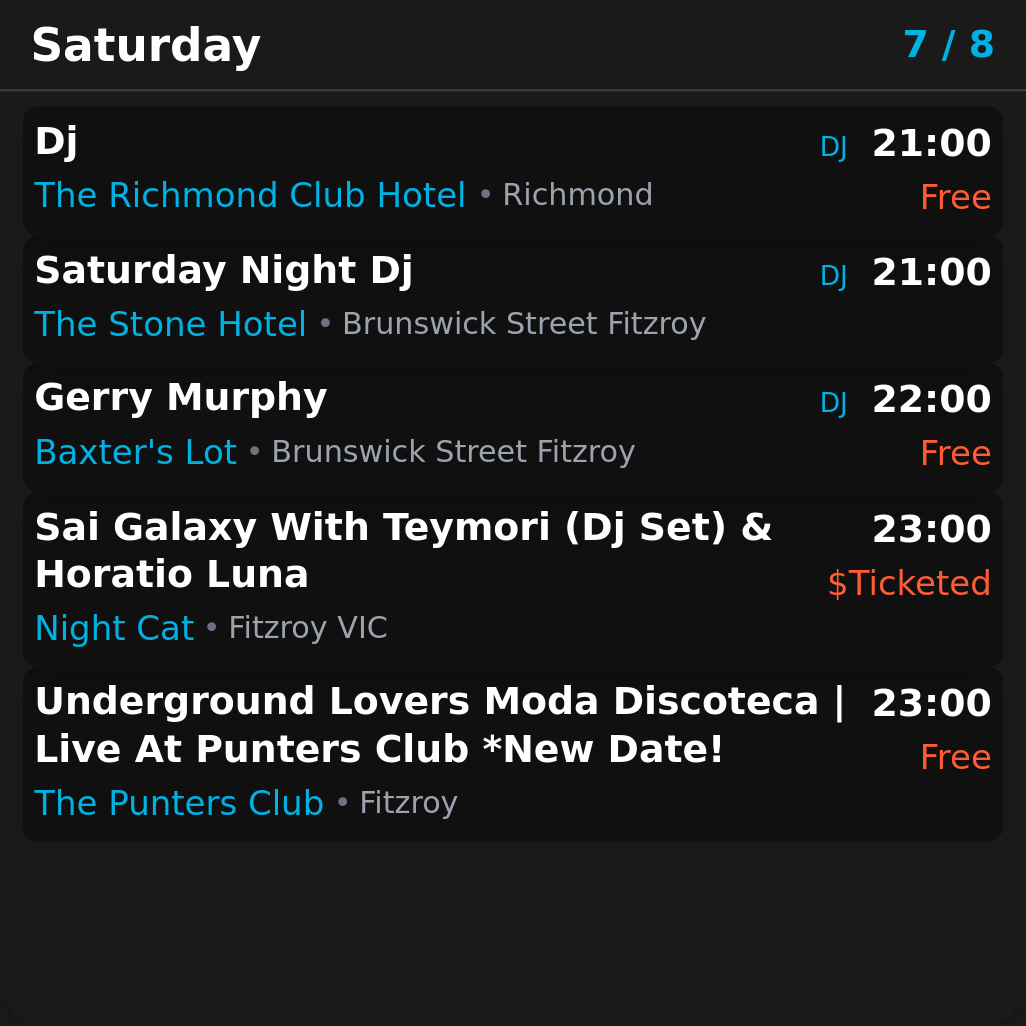 Saturday 7 / 8
Dj DJ 21:00
The Richmond Club Hotel • Richmond Free
Saturday Night Dj DJ 21:00
The Stone Hotel • Brunswick Street Fitzroy
Gerry Murphy DJ 22:00
Baxter's Lot • Brunswick Street Fitzroy Free
Sai Galaxy With Teymori (Dj Set) & 23:00
Horatio Luna $Ticketed
Night Cat • Fitzroy VIC
Underground Lovers Moda Discoteca | 23:00
Live At Punters Club *New Date! Free
The Punters Club • Fitzroy